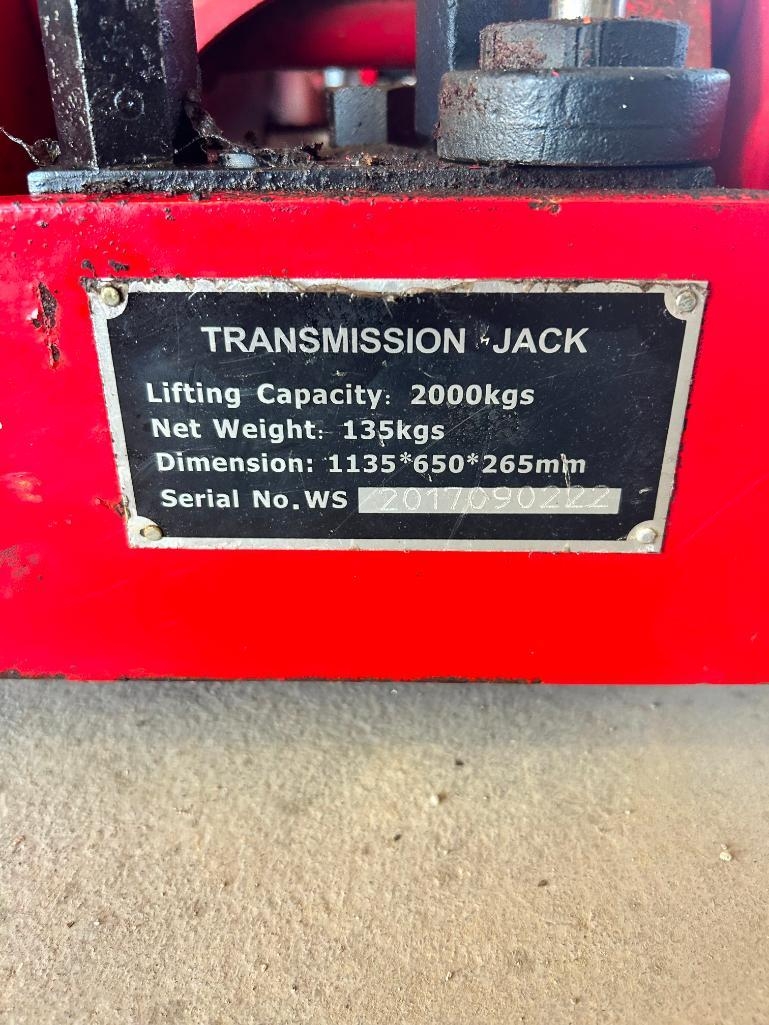 TRANSMISSION JACK
Lifting Capacity: 2000kgs
Net Weight: 135kgs
Dimension: 1135*650*265mm
Serial No.WS 2017090222